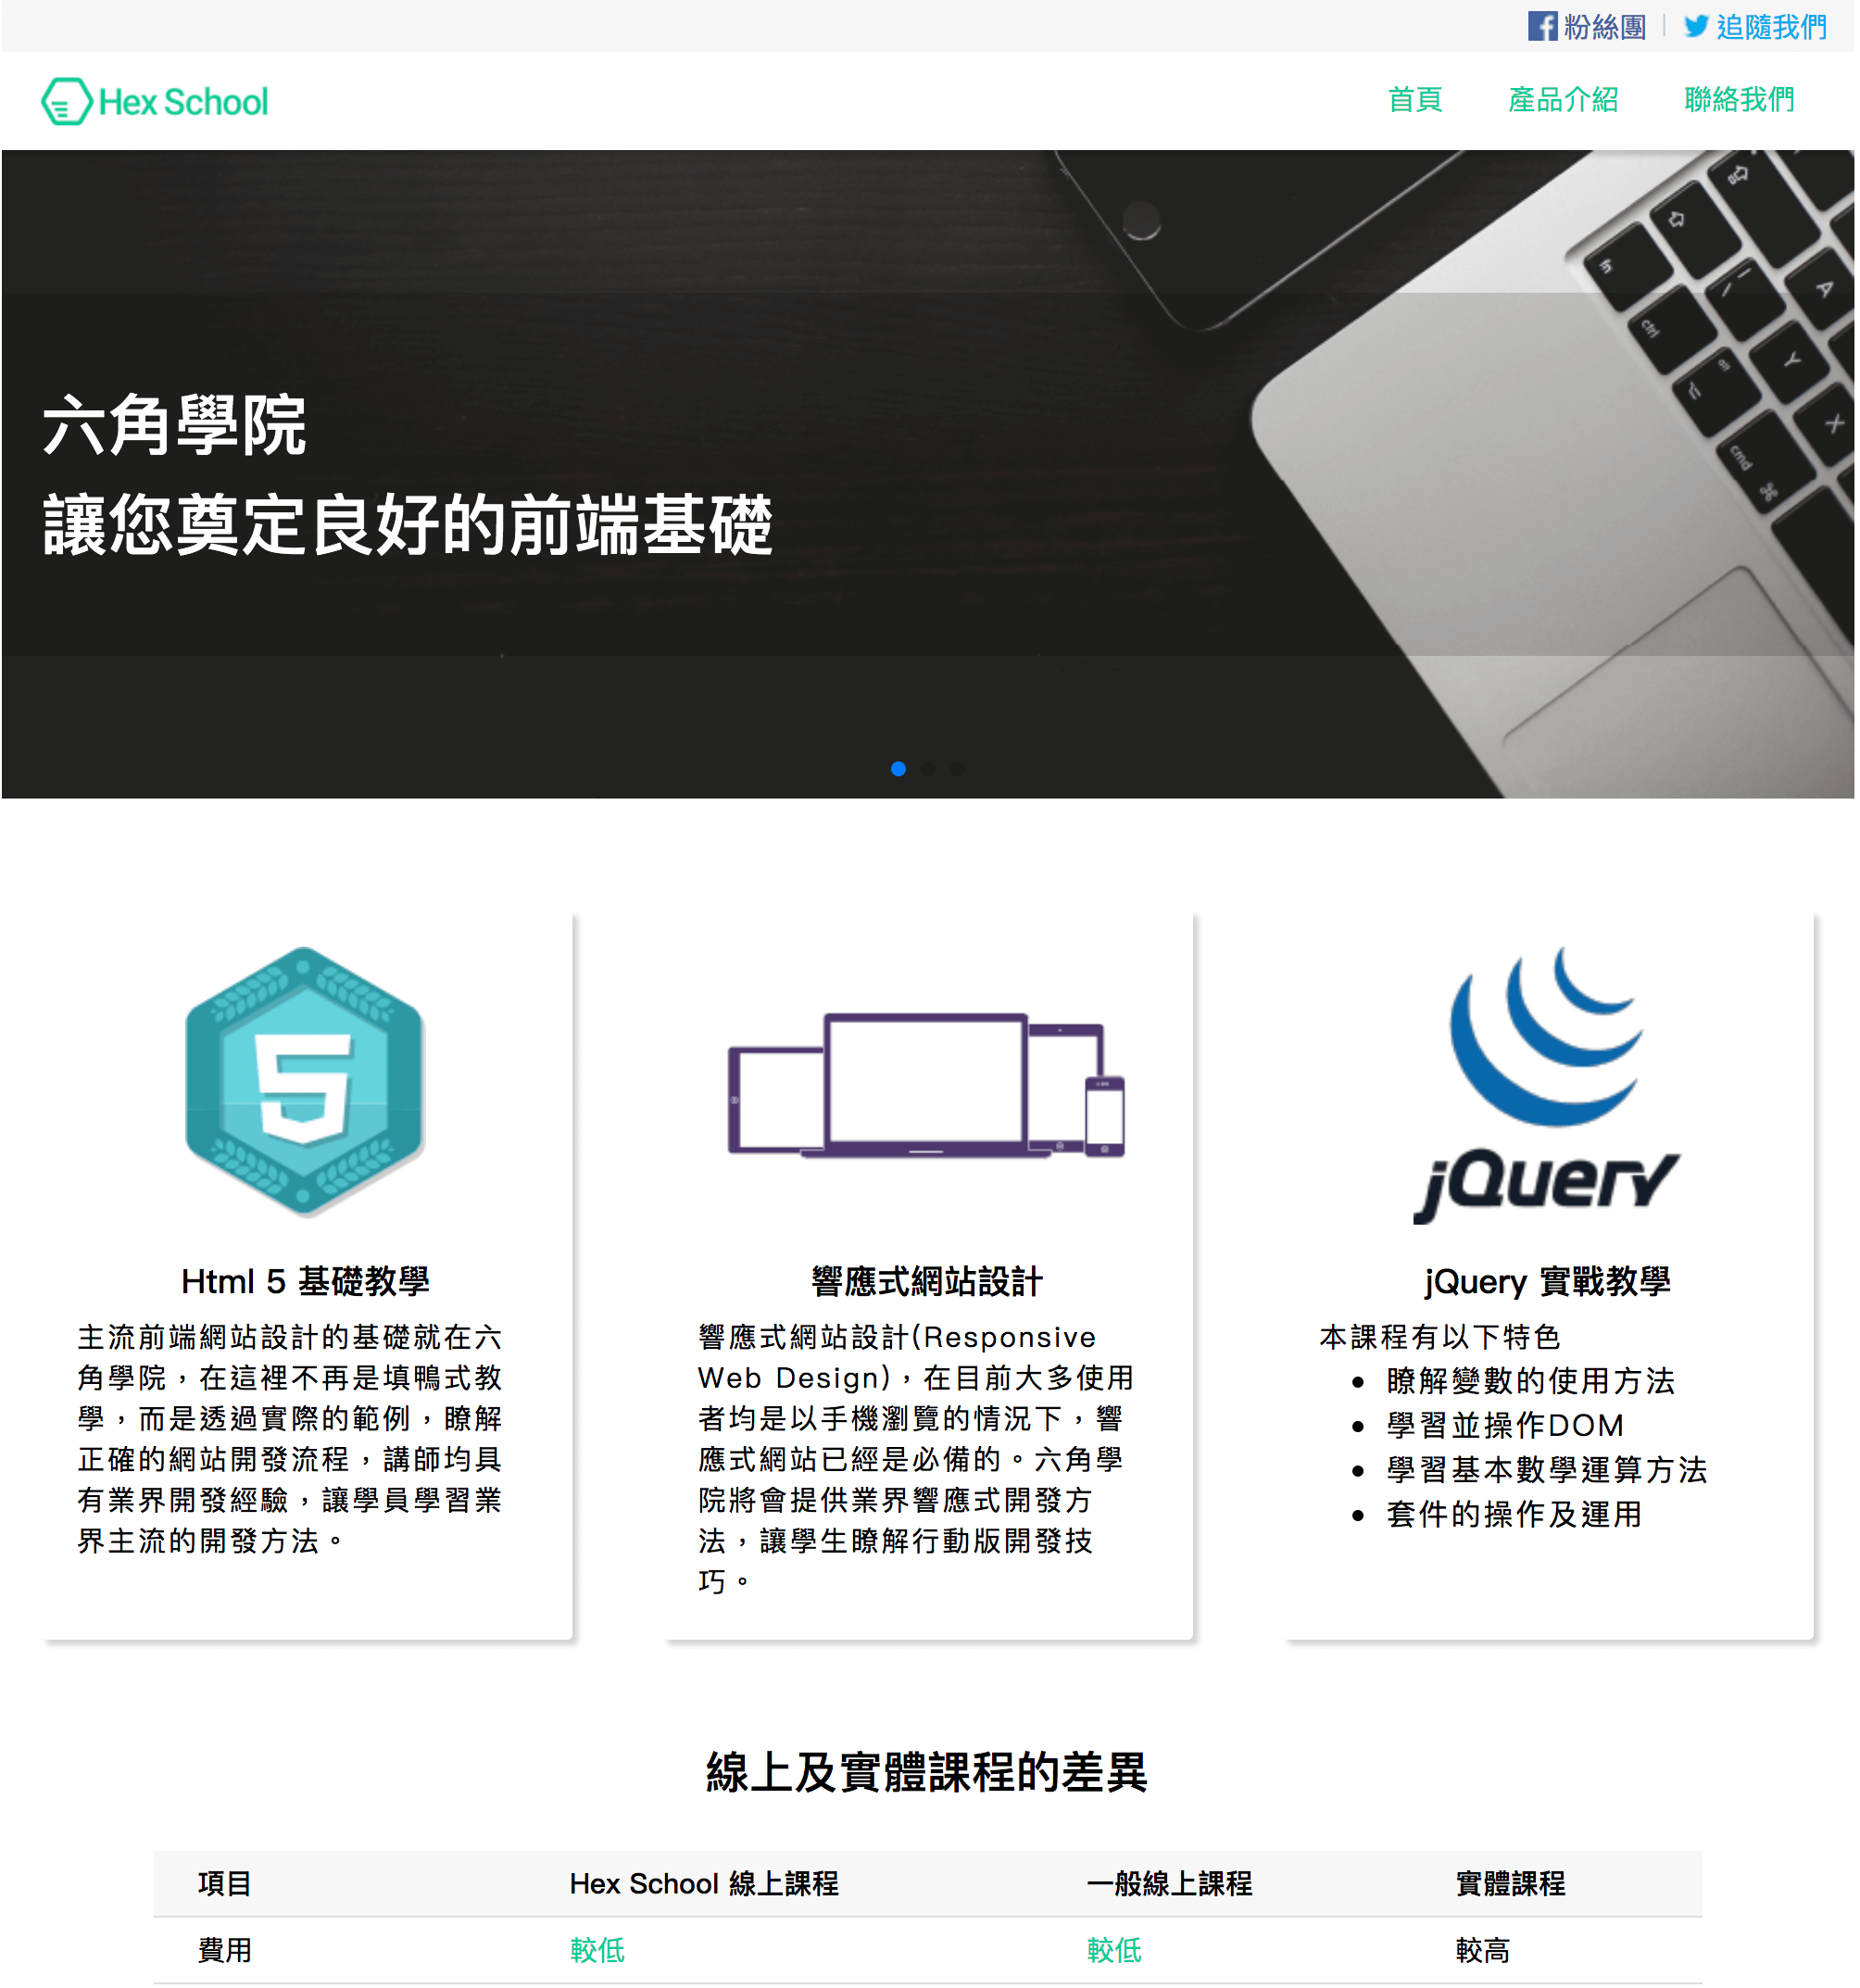 粉絲團 | 追隨我們
Hex School
首頁 產品介紹 聯絡我們
六角學院
讓您奠定良好的前端基礎
fn
ctrl
alt
cmd
A
Y
X
5
jQuery
Html 5 基礎教學
主流前端網站設計的基礎就在六
角學院，在這裡不再是填鴨式教
學，而是透過實際的範例，瞭解
正確的網站開發流程，講師均具
有業界開發經驗，讓學員學習業
界主流的開發方法。
響應式網站設計
響應式網站設計(Responsive
Web Design)，在目前大多使用
者均是以手機瀏覽的情況下，響
應式網站已經是必備的。六角學
院將會提供業界響應式開發方
法，讓學生瞭解行動版開發技
巧。
jQuery 實戰教學
本課程有以下特色
• 瞭解變數的使用方法
• 學習並操作DOM
• 學習基本數學運算方法
• 套件的操作及運用
線上及實體課程的差異
項目 Hex School 線上課程 一般線上課程 實體課程
費用 較低 較低 較高